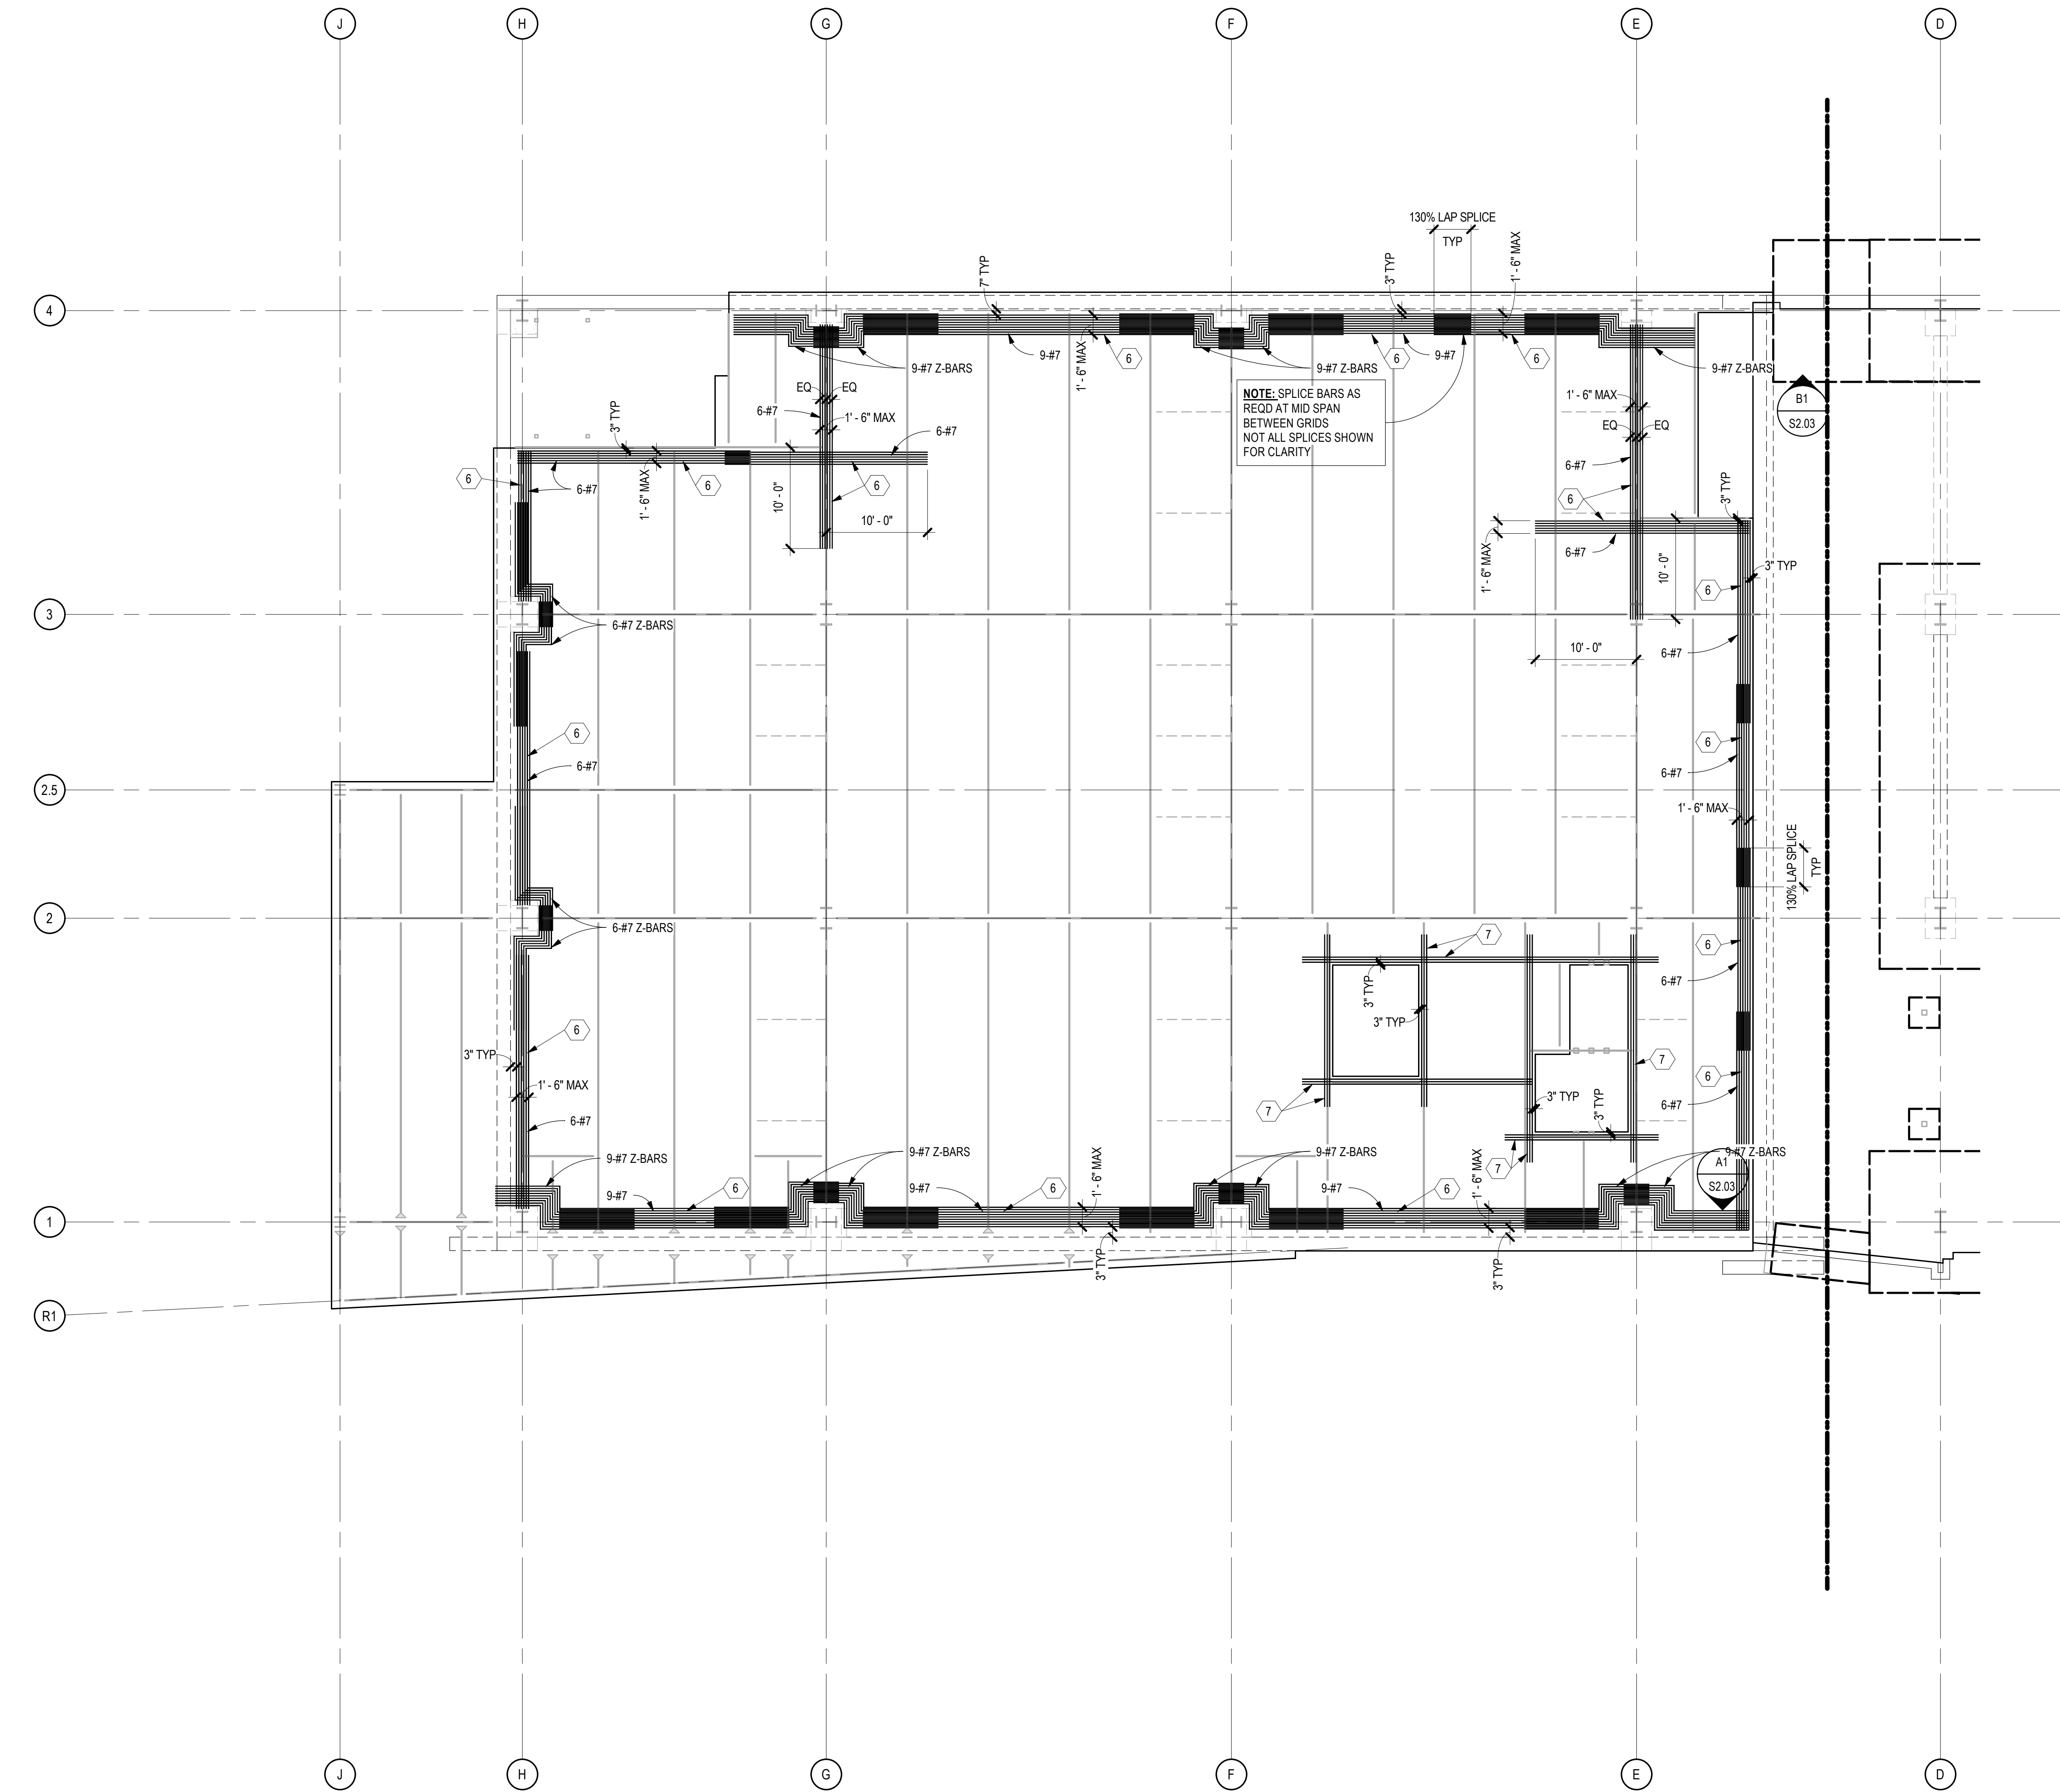 J
H
G
F
E
D
130% LAP SPLICE
TYP
7" TYP
3" TYP
1' - 6" MAX
4
9-#7
1' - 6" MAX
6
9-#7 Z-BARS
9-#7 Z-BARS
6
9-#7
6
9-#7 Z-BARS
EQ
EQ
6-#7
1' - 6" MAX
NOTE: SPLICE BARS AS
REQD AT MID SPAN
BETWEEN GRIDS
NOT ALL SPLICES SHOWN
FOR CLARITY
1' - 6" MAX
EQ
EQ
B1
S2.03
3" TYP
6-#7
6
6-#7
1' - 6" MAX
6
10' - 0"
6
10' - 0"
6-#7
6
3" TYP
1' - 6" MAX
6-#7
10' - 0"
3" TYP
6
3
6-#7 Z-BARS
10' - 0"
6-#7
6
6-#7
6
6-#7
2.5
1' - 6" MAX
130% LAP SPLICE
TYP
2
6-#7 Z-BARS
7
6
6-#7
3" TYP
3" TYP
6
3" TYP
1' - 6" MAX
6-#7
7
6
6-#7
7
3" TYP
3" TYP
9-#7 Z-BARS
9-#7
6
9-#7 Z-BARS
9-#7
6
1' - 6" MAX
3" TYP
9-#7 Z-BARS
9-#7
6
1' - 6" MAX
3" TYP
7
9-#7 Z-BARS
A1
S2.03
1
R1
J
H
G
F
E
D